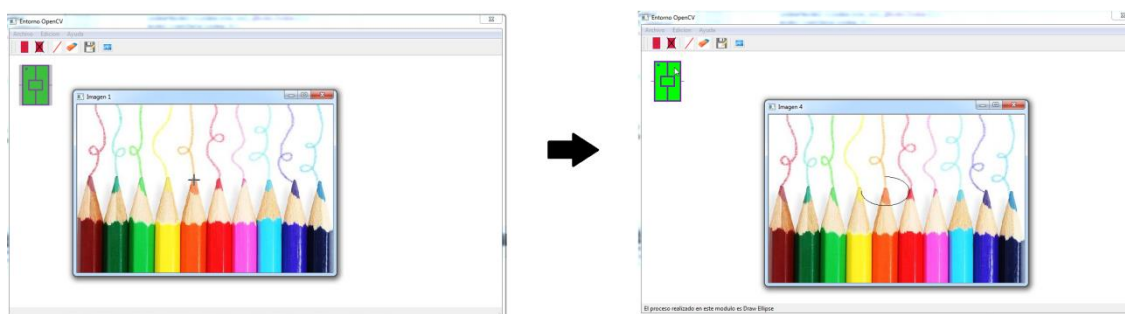 Entorno OpenCV
Archivo Edicion Ayuda
Imagen 1
Entorno OpenCV
Archivo Edicion Ayuda
Imagen 4
El proceso realizado en este modulo es Draw Ellipse